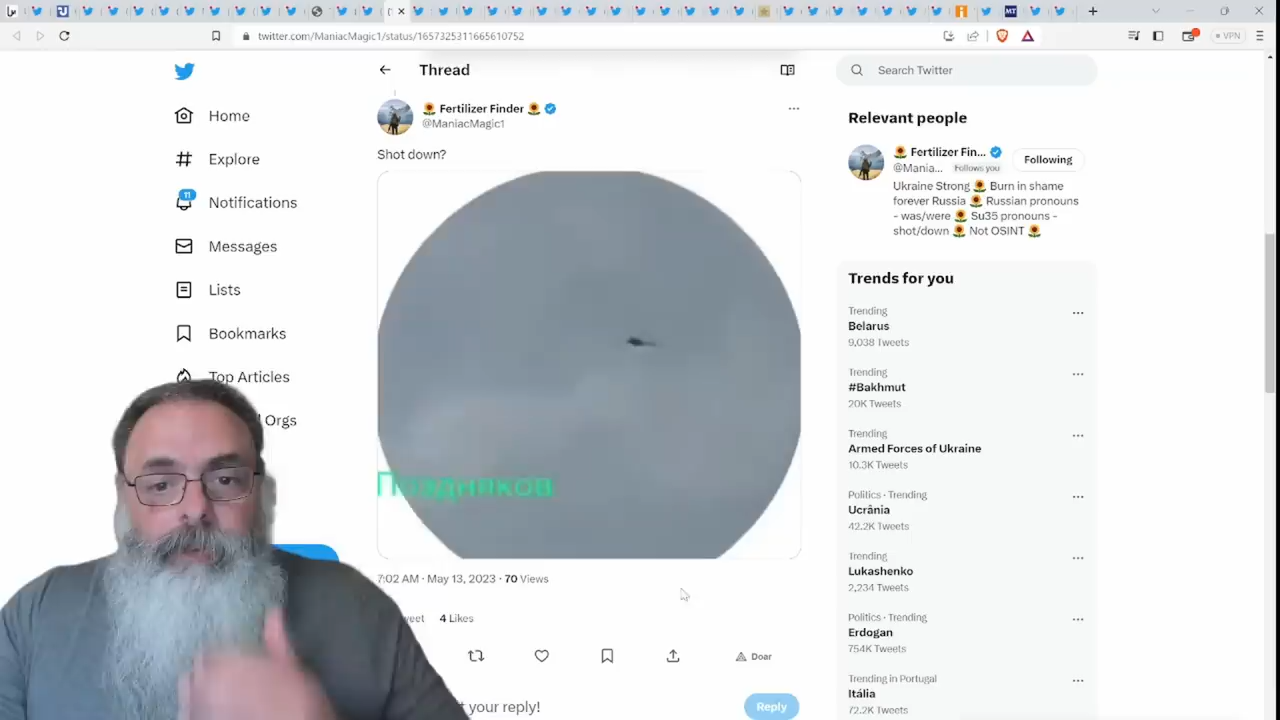 MT
twitter.com/ManiacMagic1/status/1657325311665610752
VPN
Home
Explore
11
Notifications
Messages
Lists
Bookmarks
Top Articles
Orgs
Thread
🌻 Fertilizer Finder 🌻
@ManiacMagic1
Shot down?
Поздняков
7:02 AM · May 13, 2023 · 70 Views
4 Likes
Doar
your reply!
Reply
Search Twitter
Relevant people
🌻 Fertilizer Fin...
@Mania... Follows you
Following
Ukraine Strong 🌻 Burn in shame
forever Russia 🌻 Russian pronouns
- was/were 🌻 Su35 pronouns -
shot/down 🌻 Not OSINT 🌻
Trends for you
Trending
Belarus
9,038 Tweets
Trending
#Bakhmut
20K Tweets
Trending
Armed Forces of Ukraine
10.3K Tweets
Politics · Trending
Ucrânia
42.2K Tweets
Trending
Lukashenko
2,234 Tweets
Politics · Trending
Erdogan
754K Tweets
Trending in Portugal
Itália
72.2K Tweets